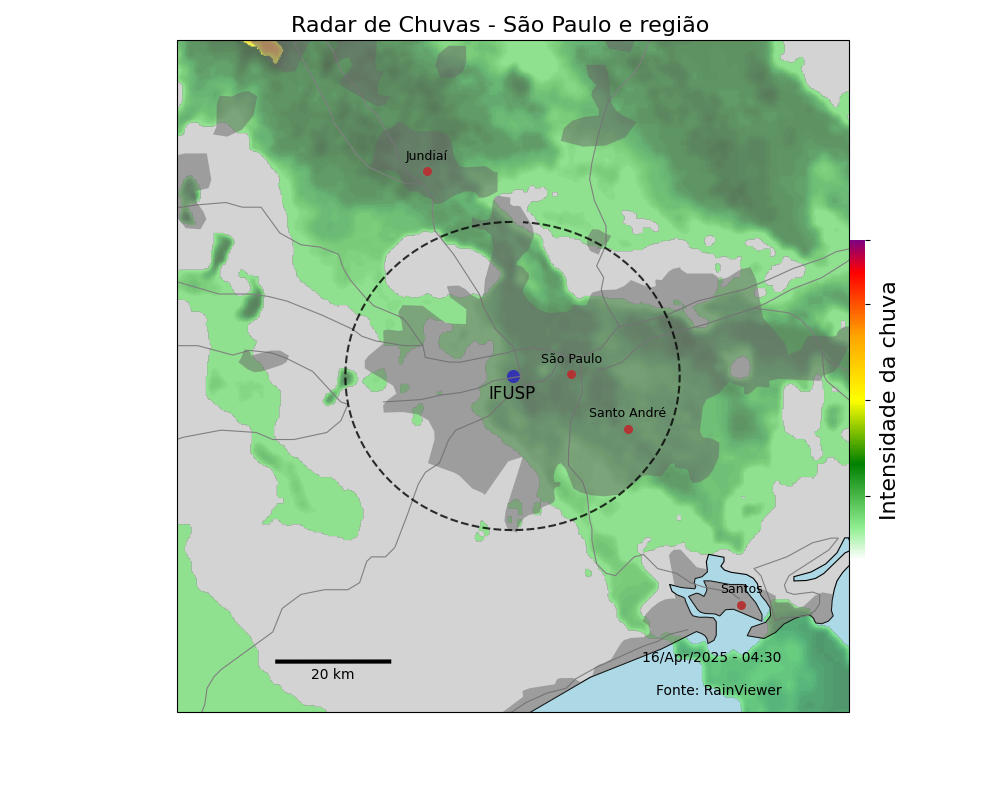 Radar de Chuvas - São Paulo e região
Jundiaí
São Paulo
IFUSP
Santo André
Intensidade da chuva
Santos
16/Apr/2025 - 04:30
20 km
Fonte: RainViewer